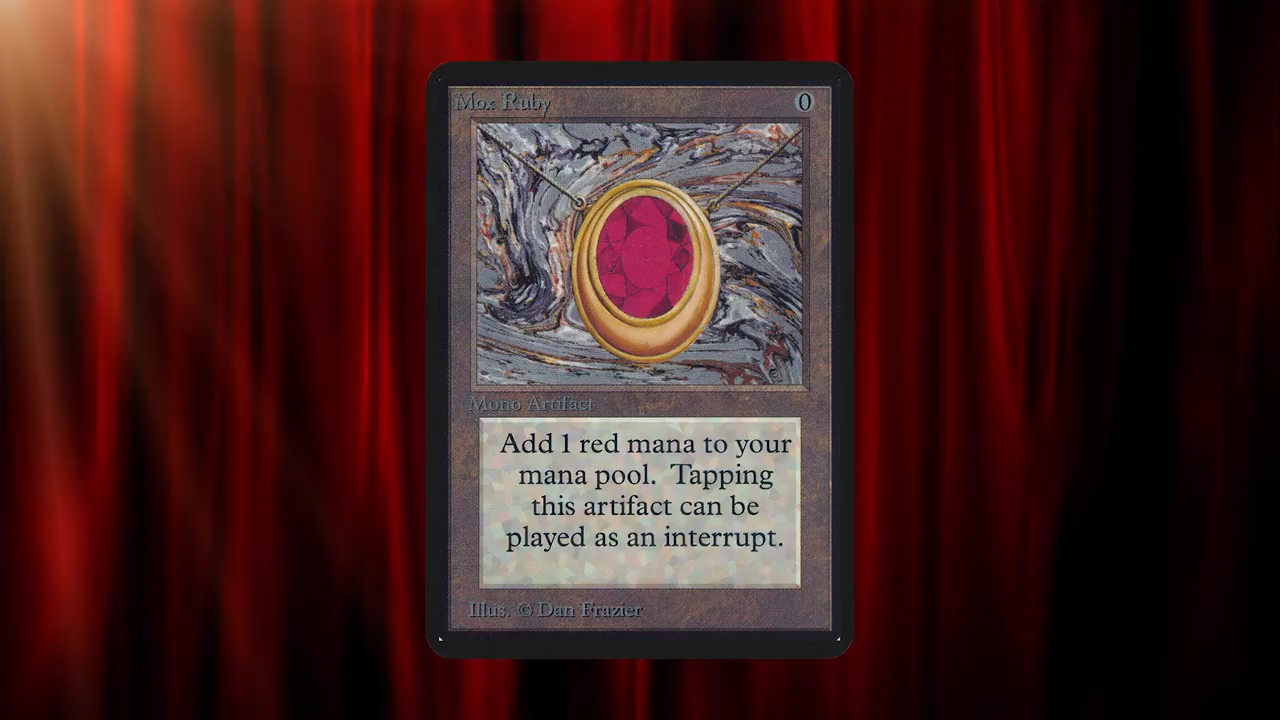 Mox Ruby 0
Mono Artifact
Add 1 red mana to your
mana pool. Tapping
this artifact can be
played as an interrupt.
Illus. © Dan Frazier